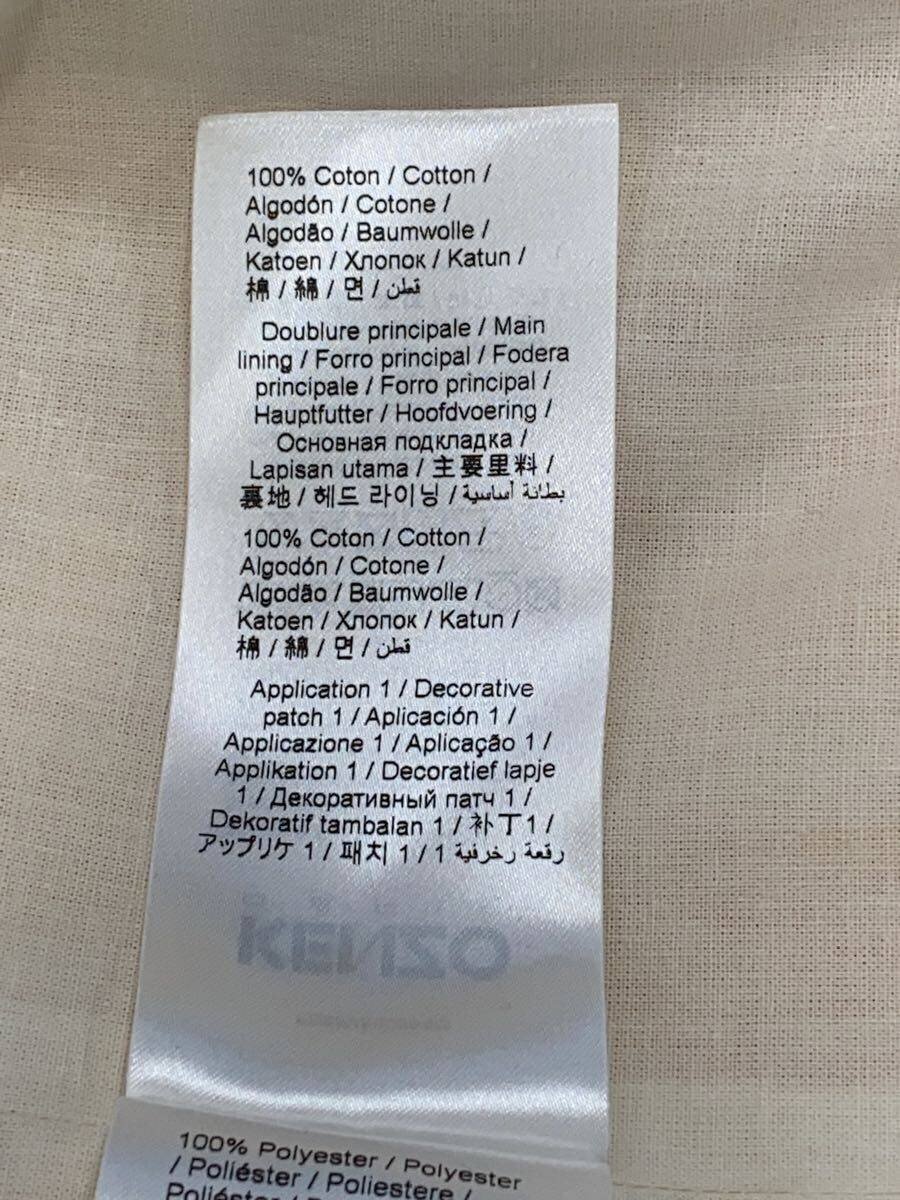 100% Coton / Cotton /
Algodón / Cotone /
Algodão / Baumwolle /
Katoen / Хлопок / Katun /
棉 / 綿 / 면 / قطن
Doublure principale / Main
lining / Forro principal / Fodera
principale / Forro principal /
Hauptfutter / Hoofdvoering /
Основная подкладка /
Lapisan utama / 主要里料 /
裏地 / 헤드 라이닝 / بطانة أساسية
100% Coton / Cotton /
Algodón / Cotone /
Algodão / Baumwolle /
Katoen / Хлопок / Katun /
棉 / 綿 / 면 / قطن
Application 1 / Decorative
patch 1 / Aplicación 1 /
Applicazione 1 / Aplicação 1 /
Applikation 1 / Decoratief lapje
1 / Декоративный патч 1 /
Dekoratif tambalan 1 / 补丁1 /
アップリケ 1 / 패치 1 / 1 رقعة زخرفية
KENZO
100% Polyester / Polyester
/ Poliéster / Poliestere /
Poliéster /